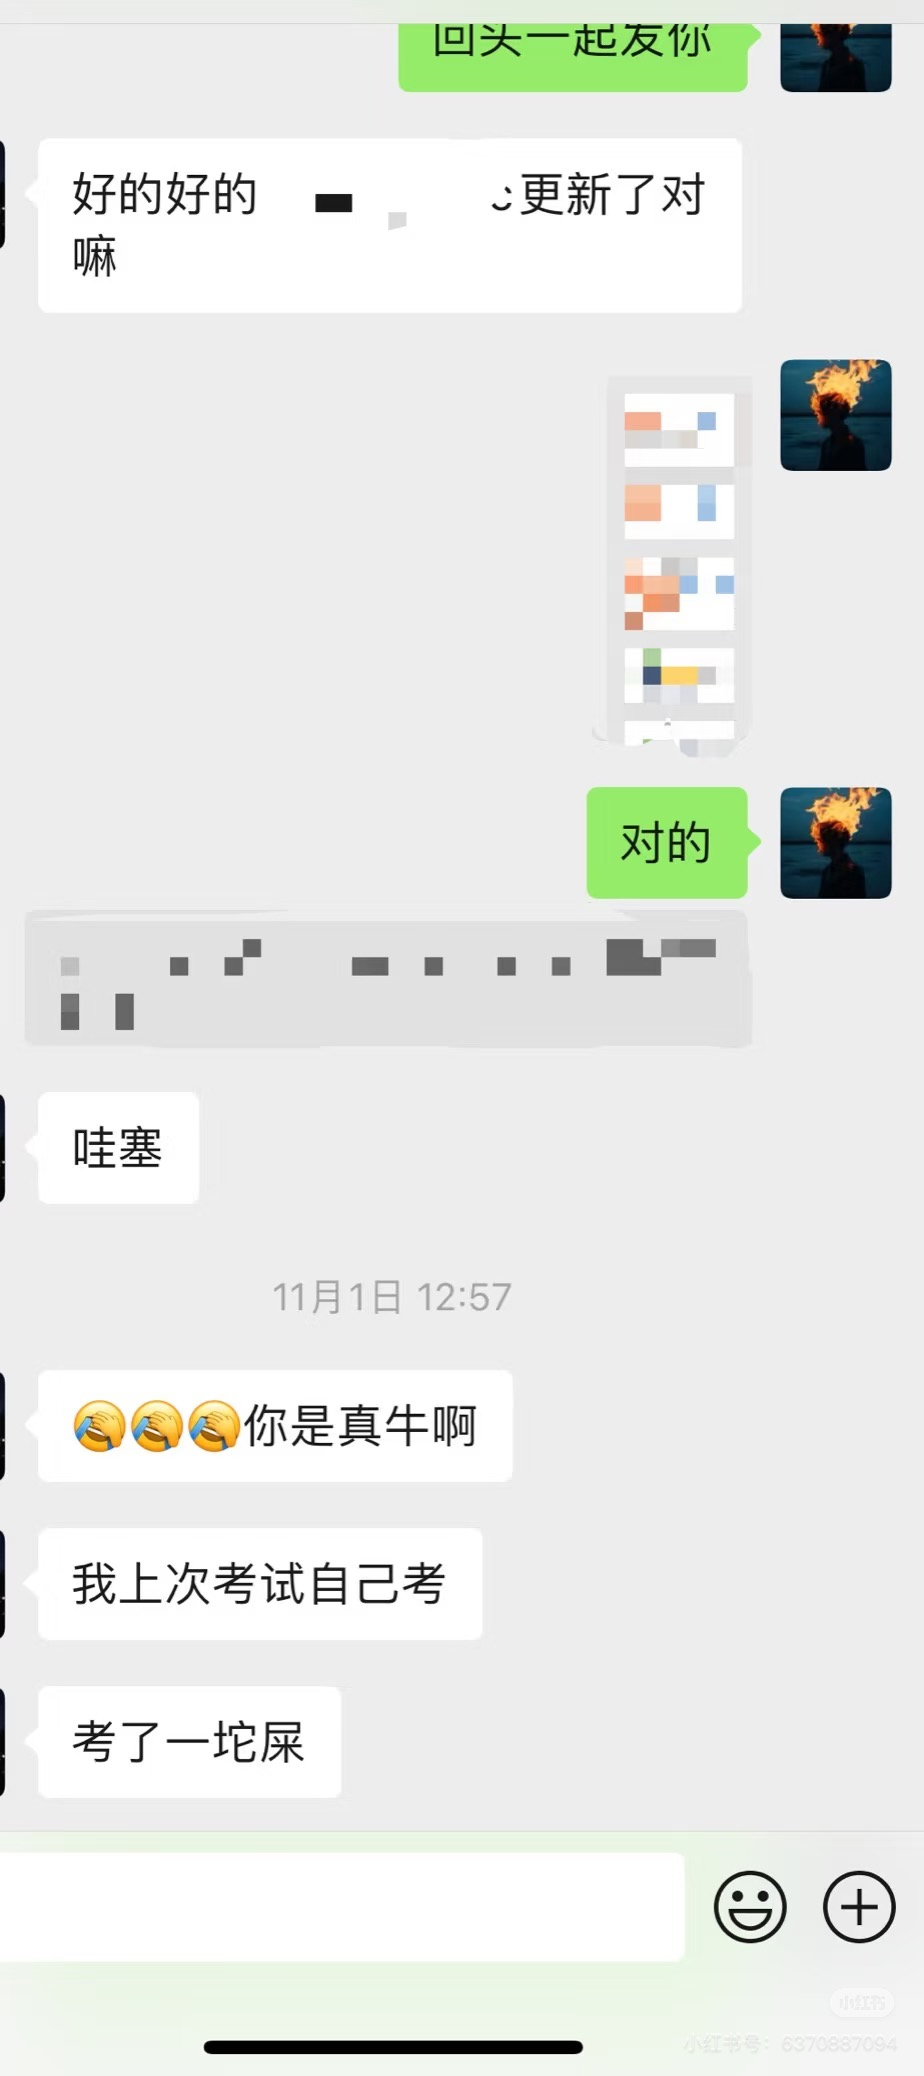 回头一起发你
好的好的 更新了对
嘛
对的
哇塞
11月1日 12:57
🤦🤦🤦你是真牛啊
我上次考试自己考
考了一坨屎
小红书
小红书号：6370887094